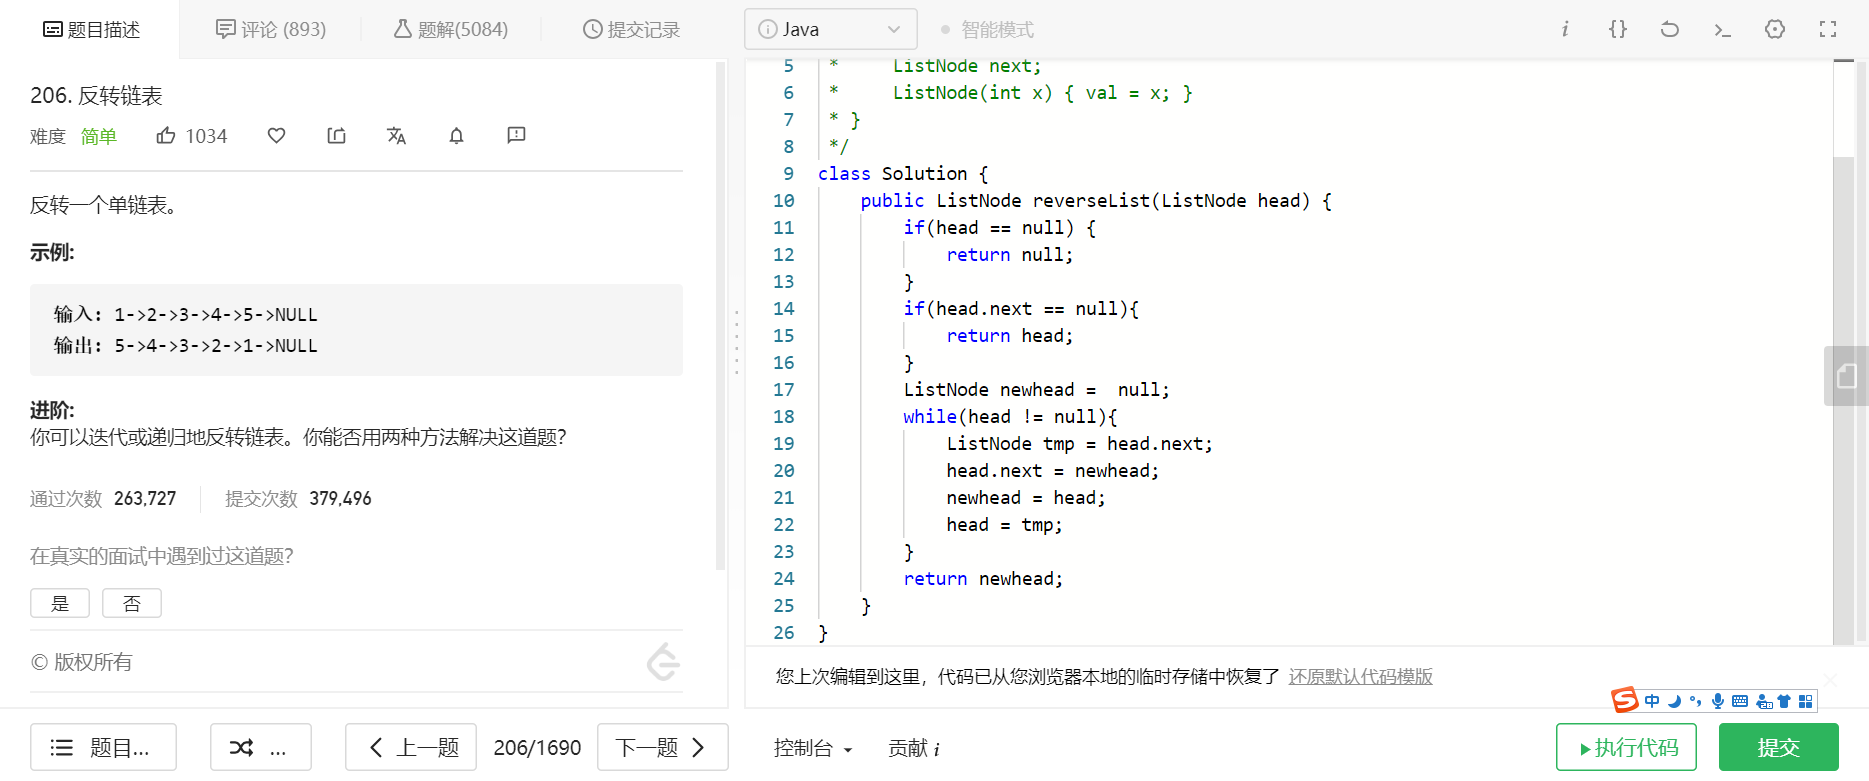 题目描述
评论 (893)
题解(5084)
提交记录
206. 反转链表
难度 简单 1034
反转一个单链表。
示例:
输入: 1->2->3->4->5->NULL
输出: 5->4->3->2->1->NULL
进阶:
你可以迭代或递归地反转链表。你能否用两种方法解决这道题?
通过次数 263,727 提交次数 379,496
在真实的面试中遇到过这道题?
是 否
© 版权所有
题目... ... 上一题 206/1690 下一题
i Java 智能模式 i {}
5 *     ListNode next;
6 *     ListNode(int x) { val = x; }
7 * }
8 */
9 class Solution {
10     public ListNode reverseList(ListNode head) {
11         if(head == null) {
12             return null;
13         }
14         if(head.next == null){
15             return head;
16         }
17         ListNode newhead =  null;
18         while(head != null){
19             ListNode tmp = head.next;
20             head.next = newhead;
21             newhead = head;
22             head = tmp;
23         }
24         return newhead;
25     }
26 }
您上次编辑到这里，代码已从您浏览器本地的临时存储中恢复了 还原默认代码模版
S 中
控制台 贡献 i 执行代码 提交